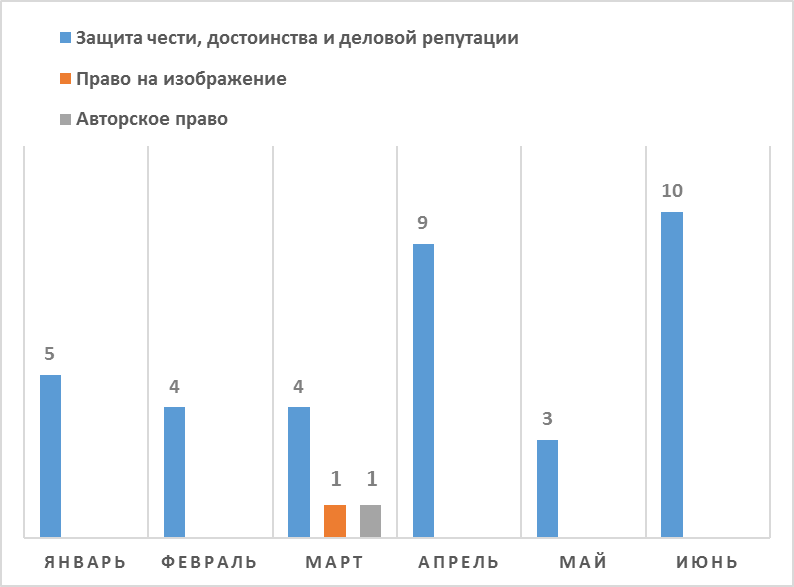 Защита чести, достоинства и деловой репутации
Право на изображение
Авторское право
5
4
4
1
1
9
3
10
ЯНВАРЬ ФЕВРАЛЬ МАРТ АПРЕЛЬ МАЙ ИЮНЬ